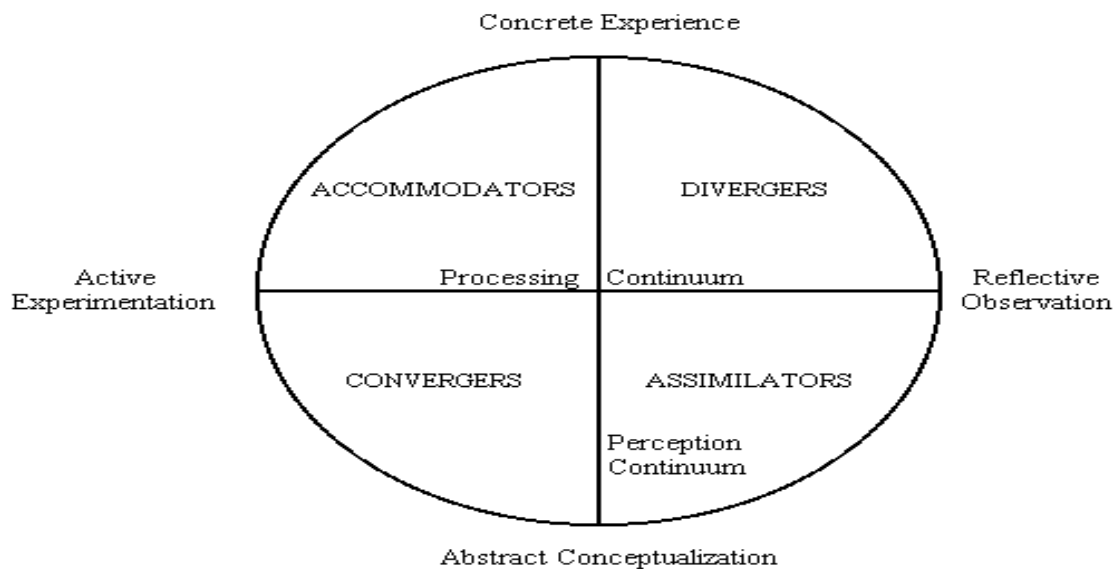 Concrete Experience
ACCOMMODATORS
DIVERGERS
Active
Experimentation
Processing
Continuum
Reflective
Observation
CONVERGERS
ASSIMILATORS
Perception
Continuum
Abstract Conceptualization